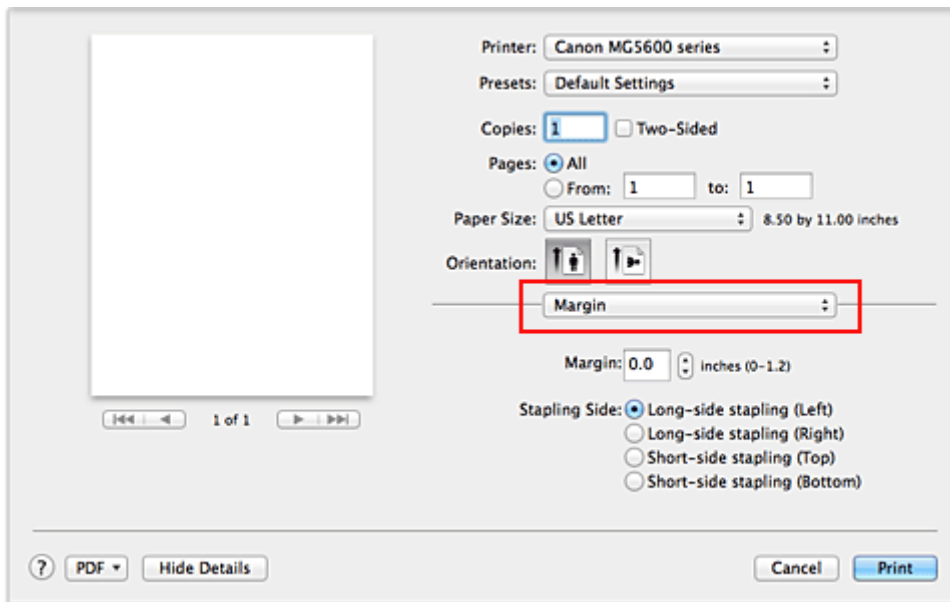 Printer: Canon MG5600 series
Presets: Default Settings
Copies: 1 Two-Sided
Pages: All
From: 1 to: 1
Paper Size: US Letter 8.50 by 11.00 inches
Orientation:
Margin
Margin: 0.0 inches (0-1.2)
Stapling Side: Long-side stapling (Left)
Long-side stapling (Right)
Short-side stapling (Top)
Short-side stapling (Bottom)
1 of 1
? PDF Hide Details Cancel Print